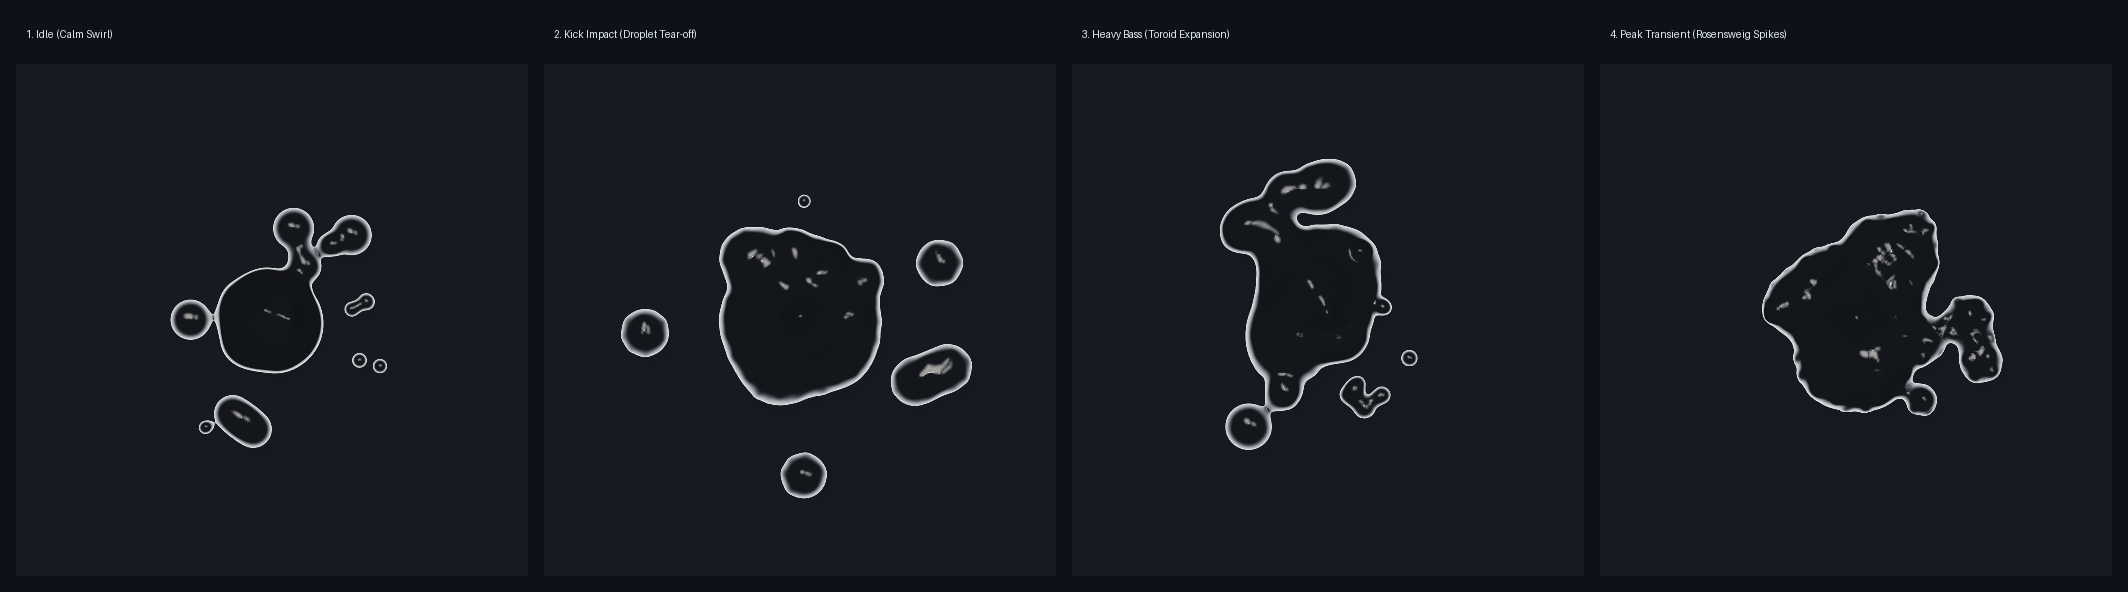 1. Idle (Calm Swirl)
2. Kick Impact (Droplet Tear-off)
3. Heavy Bass (Toroid Expansion)
4. Peak Transient (Rosensweig Spikes)